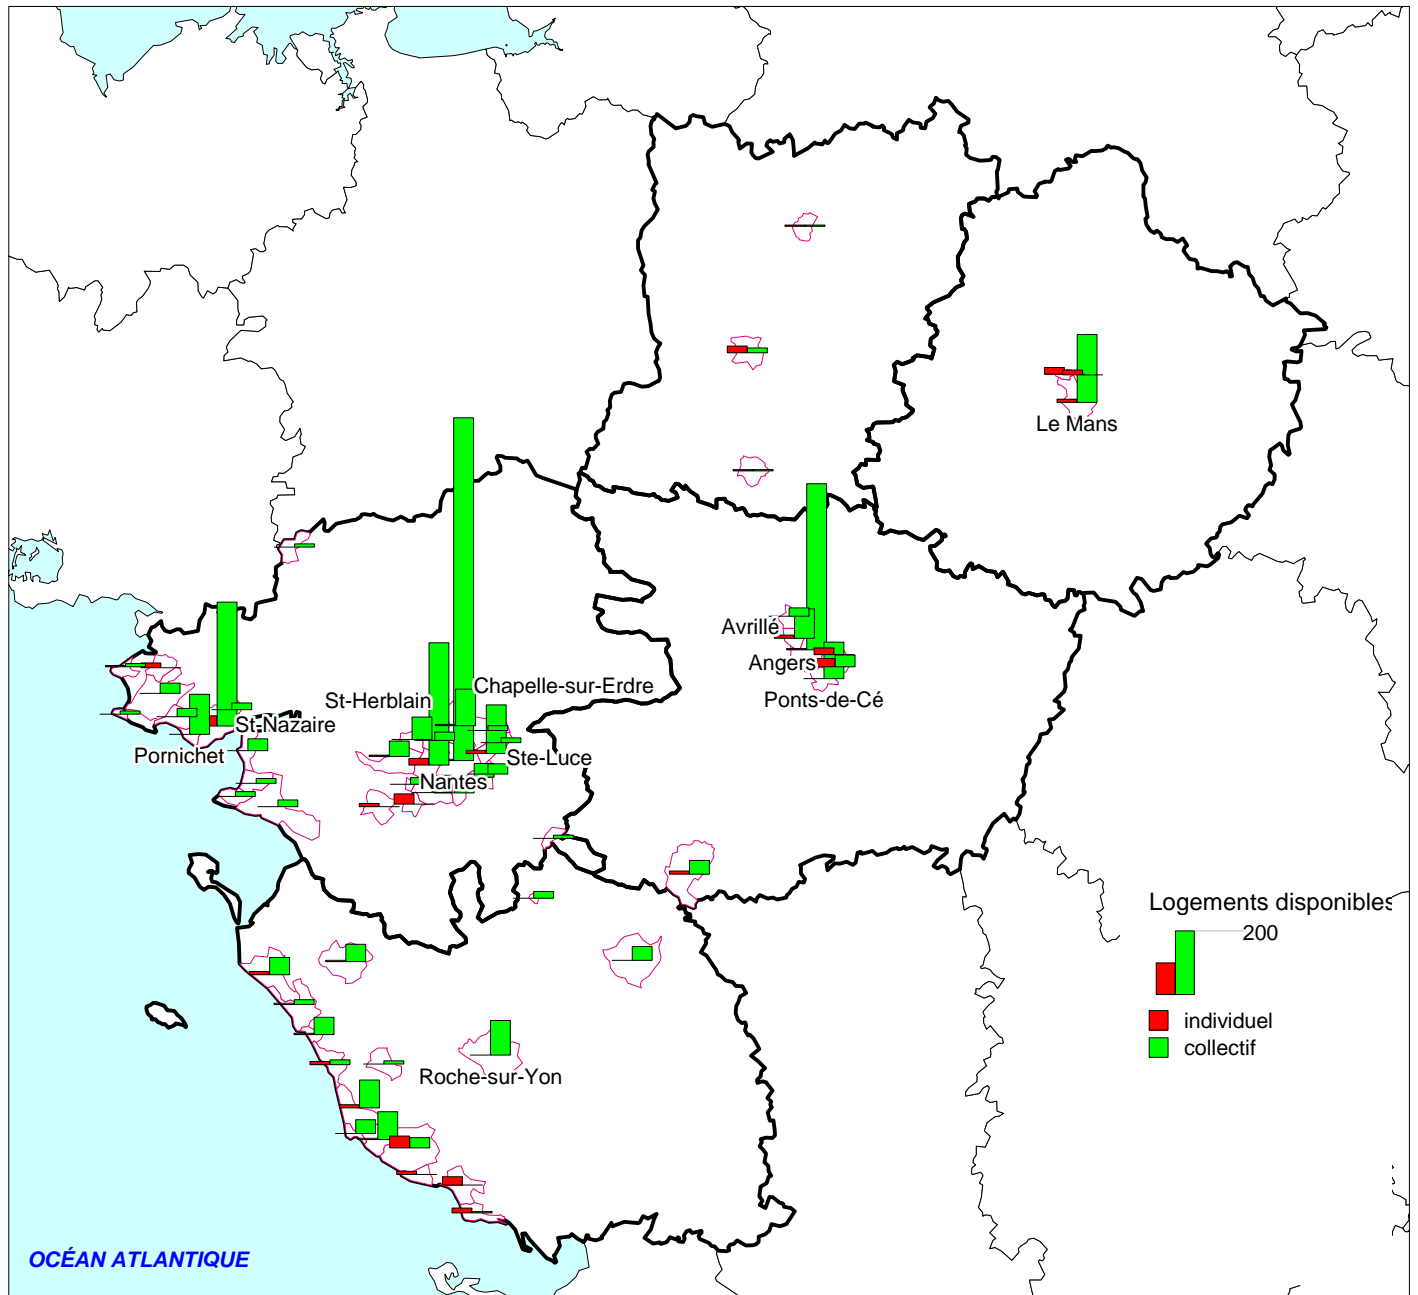 Le Mans
Avrillé
Angers
Ponts-de-Cé
Chapelle-sur-Erdre
St-Herblain
St-Nazaire
Pornichet
Ste-Luce
Nantes
Logements disponibles
200
individuel
collectif
Roche-sur-Yon
OCÉAN ATLANTIQUE